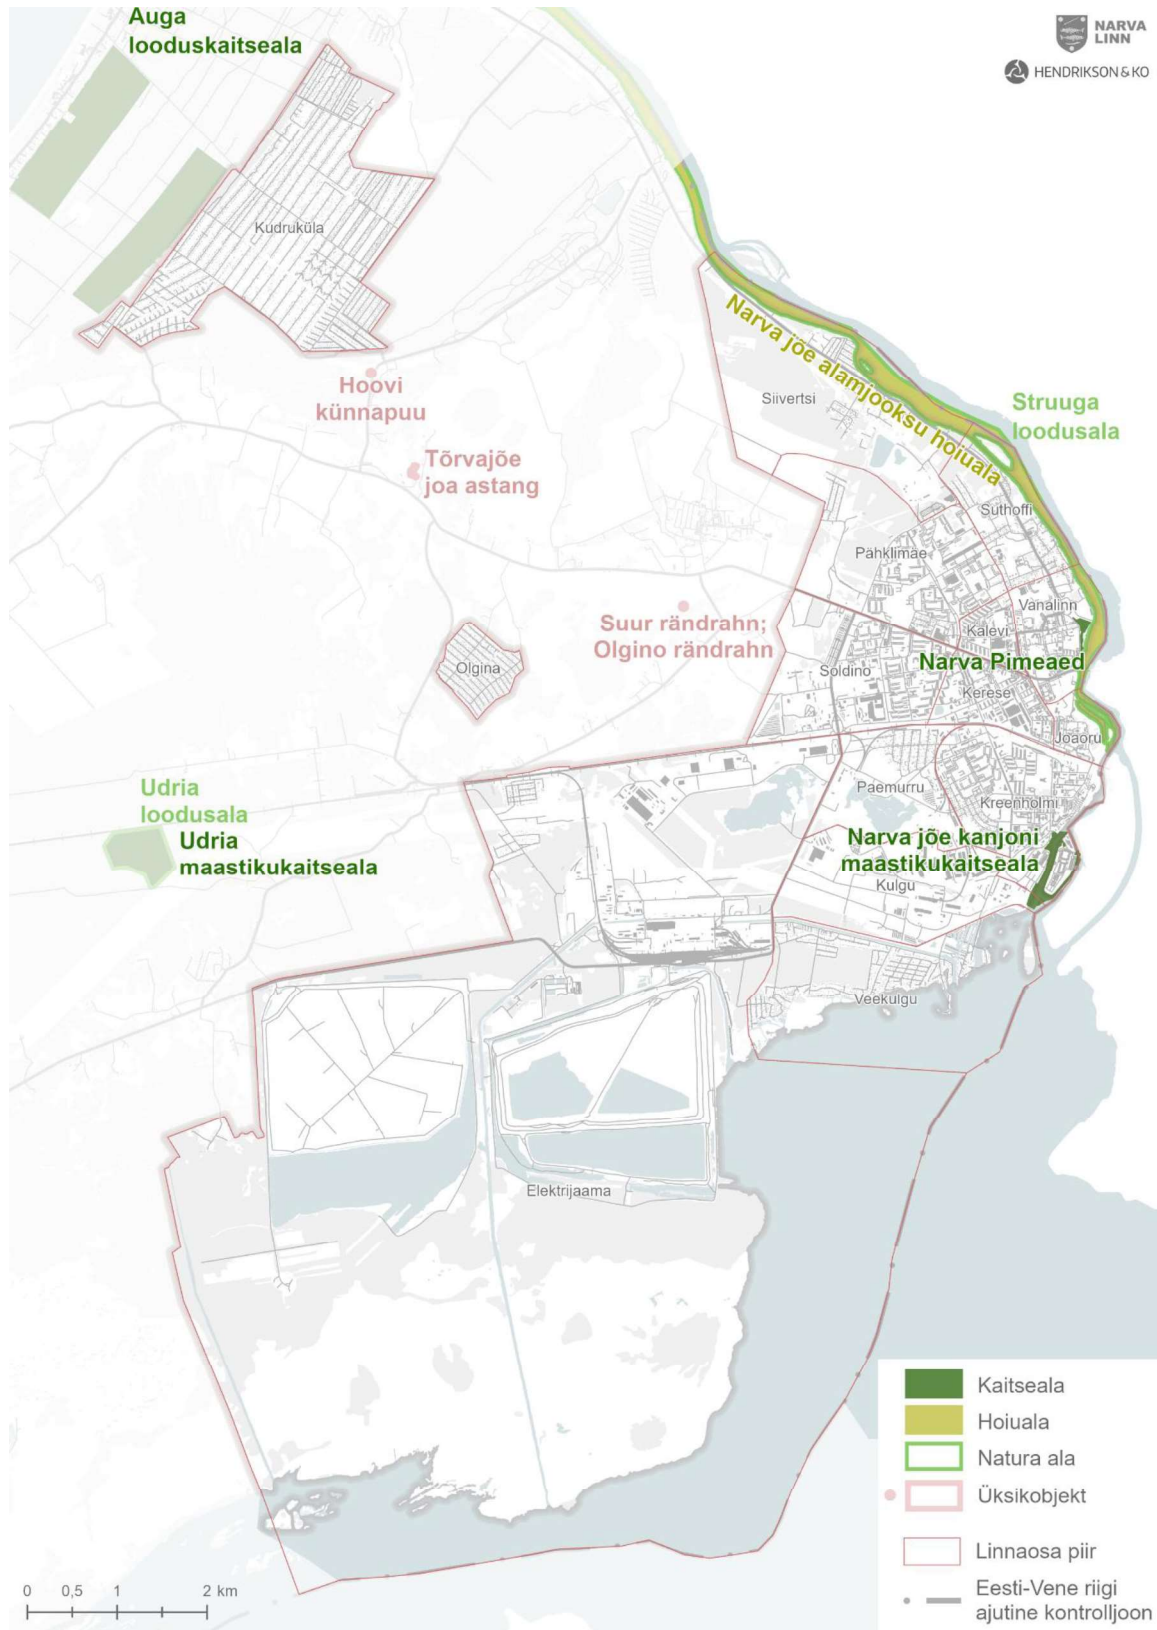 Auga
looduskaitseala
NARVA
LINN
HENDRIKSON & KO
Kudruküla
Narva jõe alamjooksu hoiuala
Hoovi
künnapuu
Siivertsi
Struuga
loodusala
Tõrvajõe
joa astang
Suthoffi
Pähklimäe
Vanalinn
Suur rändrahn;
Olgino rändrahn
Kalevi
Olgina
Soldino
Narva Pimeaed
Kerese
Joaoru
Udria
loodusala
Paemurru
Kreenholmi
Udria
maastikukaitseala
Narva jõe kanjoni
maastikukaitseala
Kulgu
Veekulgu
Elektrijaama
Kaitseala
Hoiuala
Natura ala
Üksikobjekt
Linnaosa piir
Eesti-Vene riigi
ajutine kontrolljoon
0 0,5 1 2 km